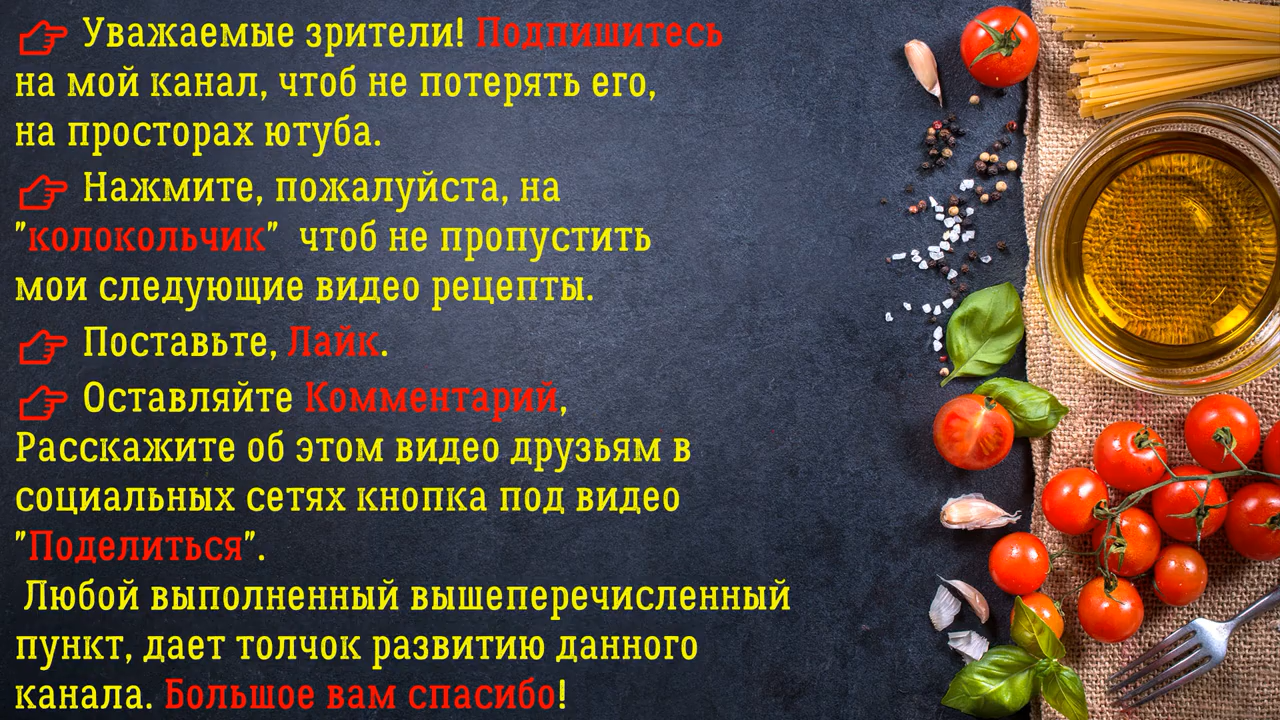 Уважаемые зрители! Подпишитесь
на мой канал, чтоб не потерять его,
на просторах ютуба.
Нажмите, пожалуйста, на
"колокольчик" чтоб не пропустить
мои следующие видео рецепты.
Поставьте, Лайк.
Оставляйте Комментарий,
Расскажите об этом видео друзьям в
социальных сетях кнопка под видео
"Поделиться".
Любой выполненный вышеперечисленный
пункт, дает толчок развитию данного
канала. Большое вам спасибо!